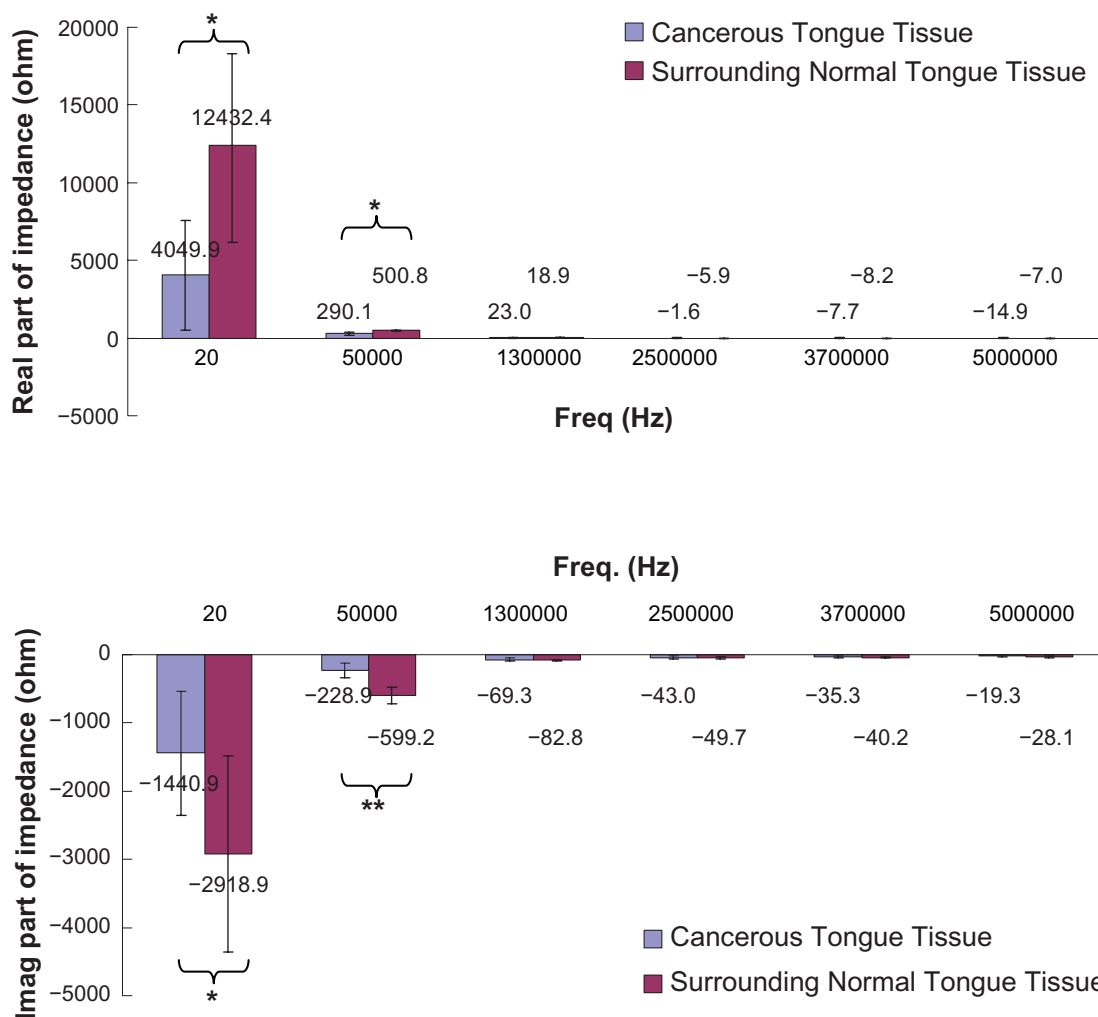 Real part of impedance (ohm)
20000
15000
10000
5000
0
−5000
Cancerous Tongue Tissue
Surrounding Normal Tongue Tissue
*
12432.4
4049.9
*
500.8
290.1
18.9
23.0
−5.9
−1.6
−8.2
−7.7
−7.0
−14.9
20 50000 1300000 2500000 3700000 5000000
Freq (Hz)
Freq. (Hz)
20 50000 1300000 2500000 3700000 5000000
Imag part of impedance (ohm)
0
−1000
−2000
−3000
−4000
−5000
−228.9 −69.3 −43.0 −35.3 −19.3
−599.2 −82.8 −49.7 −40.2 −28.1
−1440.9
**
−2918.9
*
Cancerous Tongue Tissue
Surrounding Normal Tongue Tissue